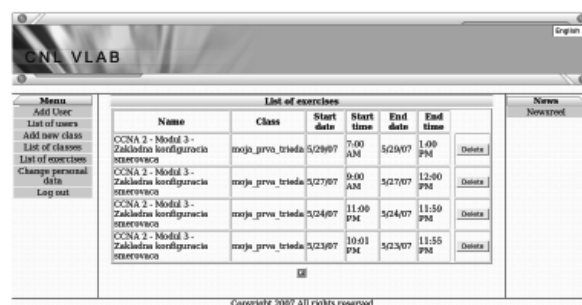 English
CNL VLAB
Menu
Add User
List of users
Add new class
List of classes
List of exercises
Change personal
data
Log out
List of exercises
Name Class Start date Start time End date End time
CCNA 2 - Modul 3 -
Zakladna konfiguracia
smerovaca
moja_prva_trieda 5/29/07 7:00 AM 5/29/07 1:00 PM Delete
CCNA 2 - Modul 3 -
Zakladna konfiguracia
smerovaca
moja_prva_trieda 5/27/07 9:00 AM 5/27/07 12:00 PM Delete
CCNA 2 - Modul 3 -
Zakladna konfiguracia
smerovaca
moja_prva_trieda 5/24/07 11:00 PM 5/24/07 11:50 PM Delete
CCNA 2 - Modul 3 -
Zakladna konfiguracia
smerovaca
moja_prva_trieda 5/23/07 10:01 PM 5/23/07 11:55 PM Delete
News
Newsreel
Copyright 2007 All rights reserved